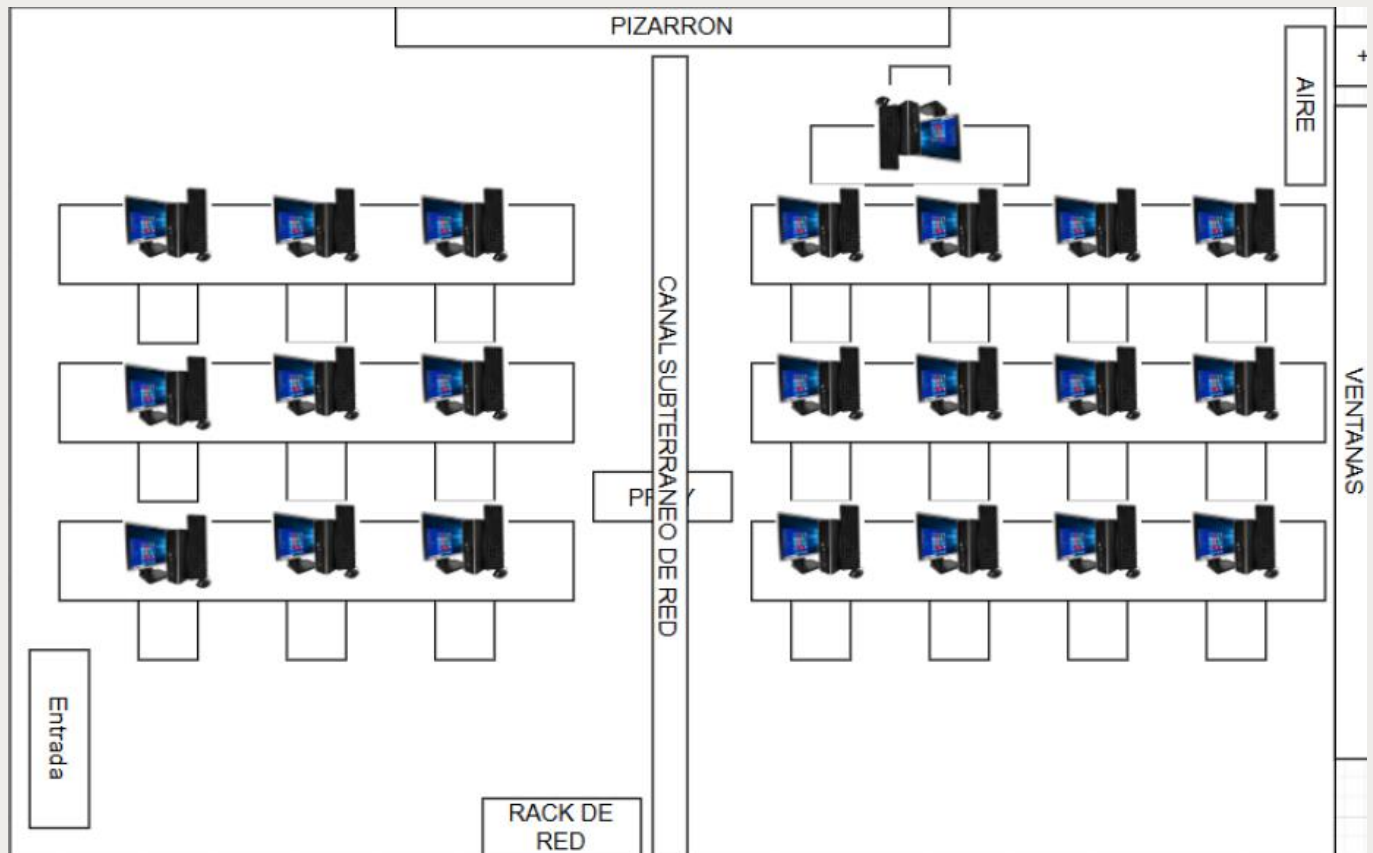 PIZARRON
AIRE
CANAL SUBTERRANEO DE RED
VENTANAS
Entrada
RACK DE
RED